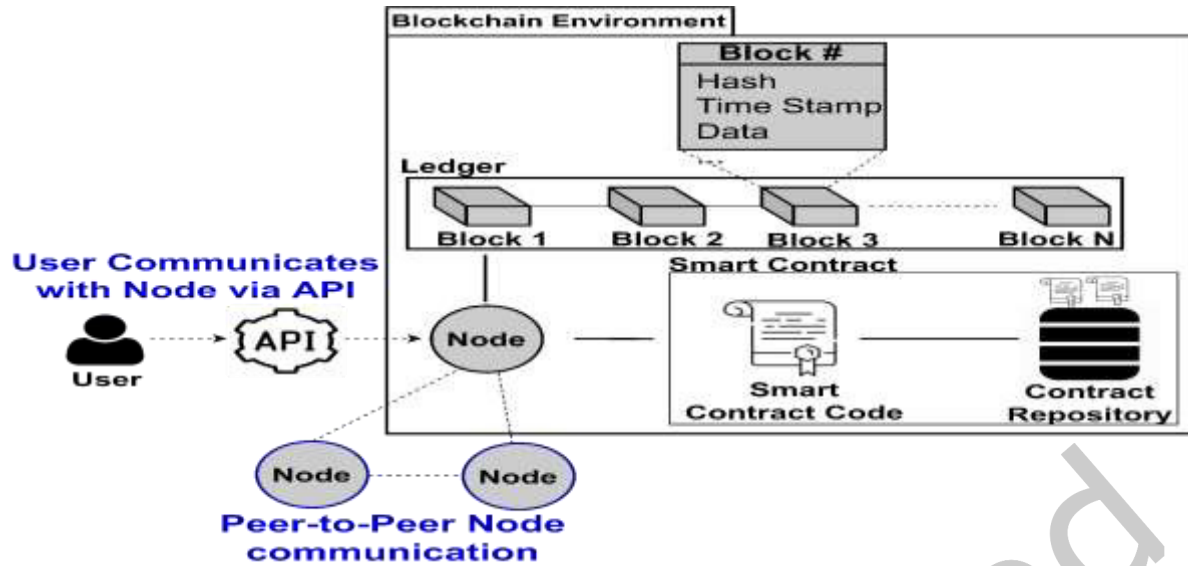 Blockchain Environment
Block #
Hash
Time Stamp
Data
Ledger
Block 1
Block 2
Block 3
Block N
User Communicates
with Node via API
Smart Contract
User
API
Node
Smart
Contract Code
Contract
Repository
Node
Node
Peer-to-Peer Node
communication